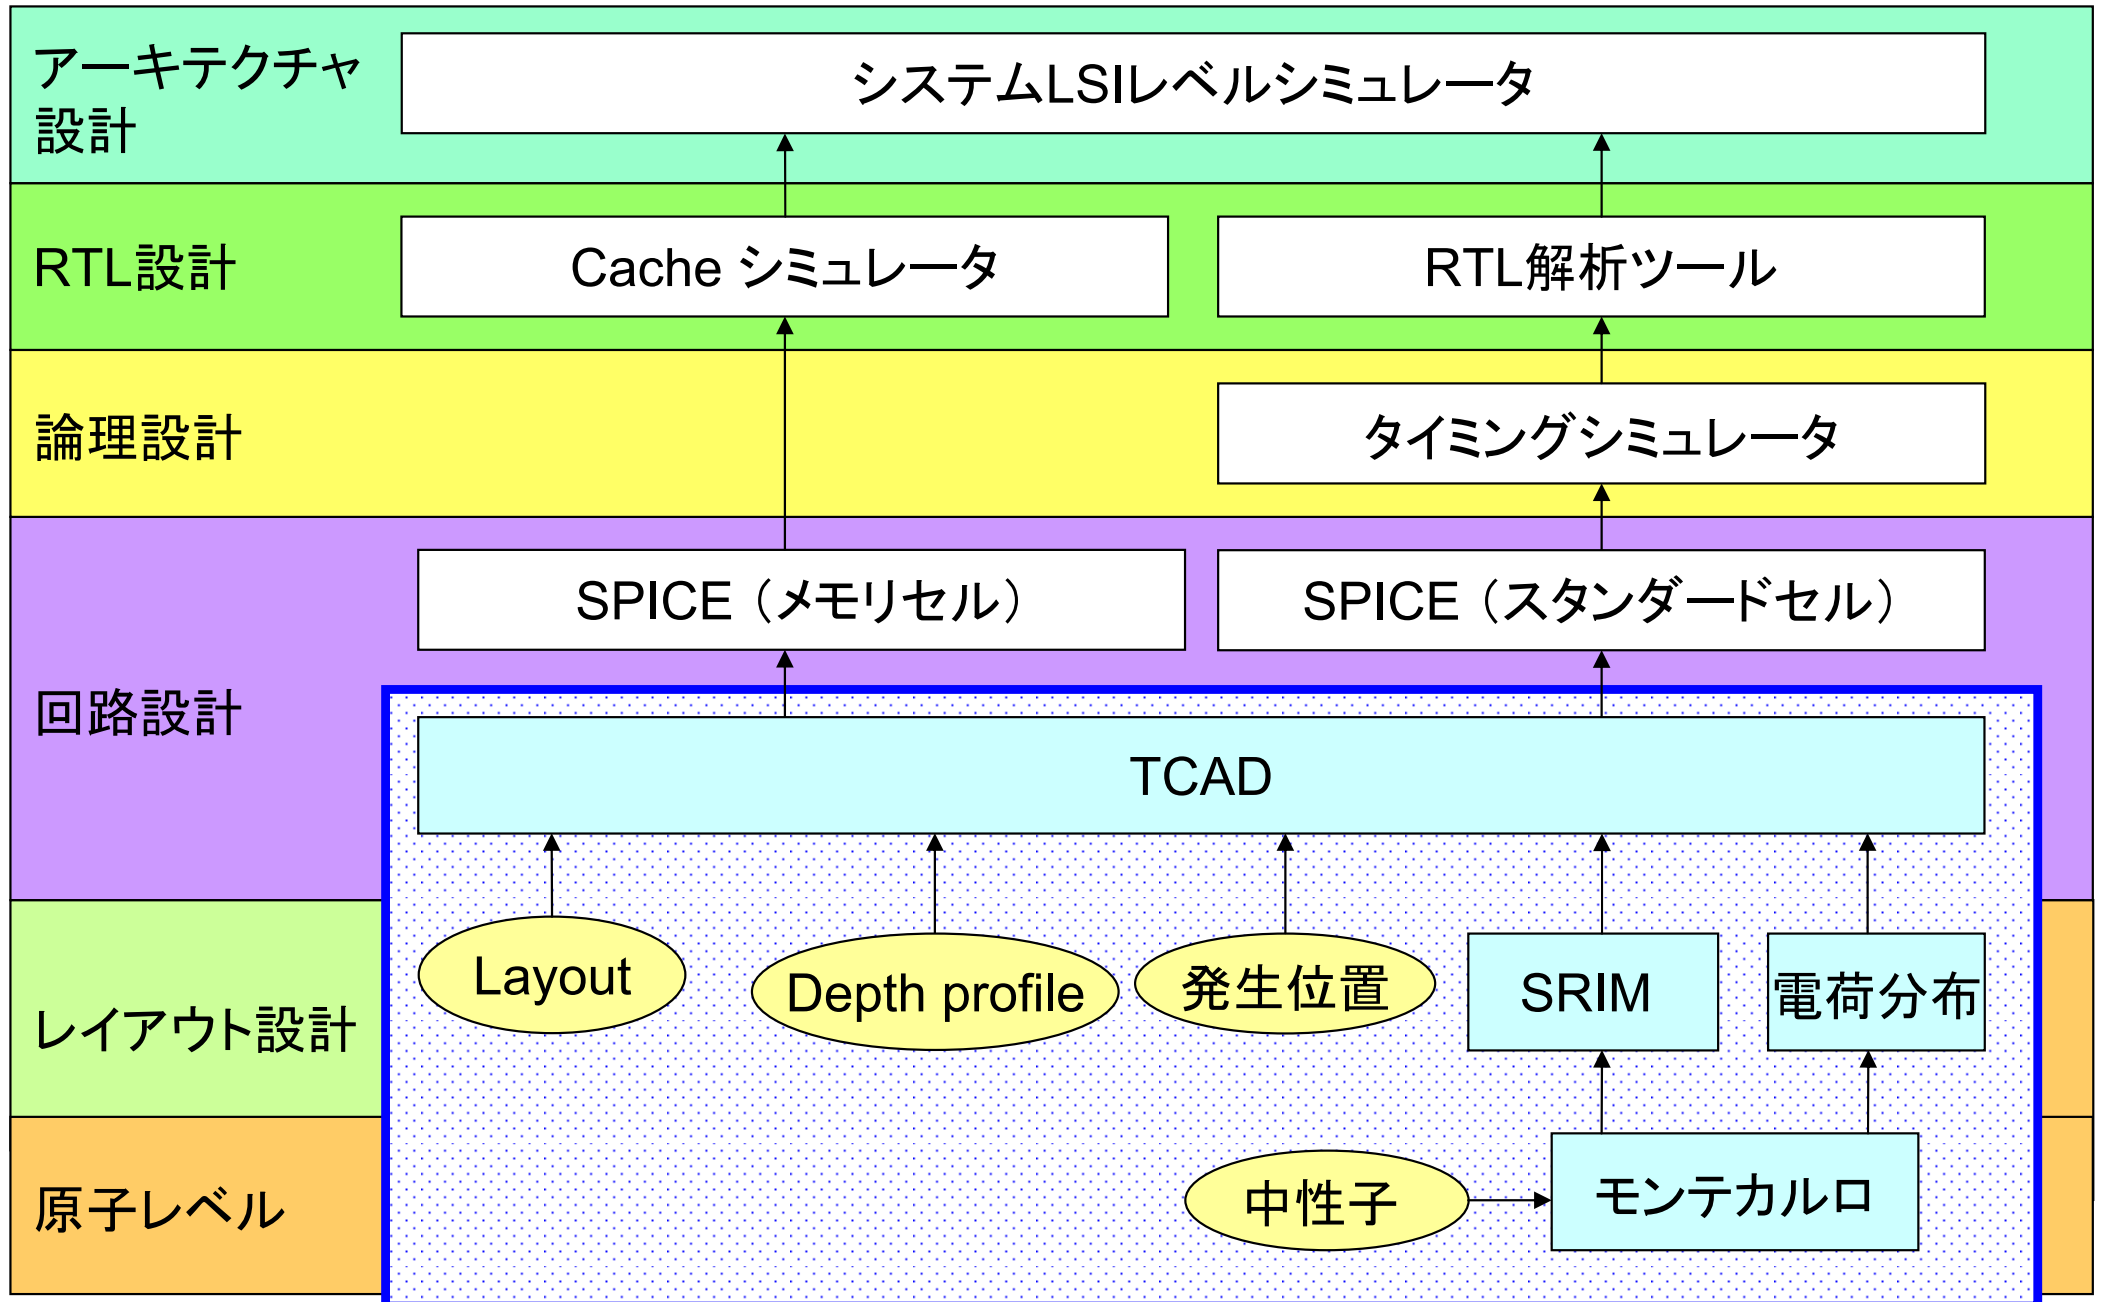 アーキテクチャ
設計
システムLSIレベルシミュレータ
RTL設計
Cache シミュレータ
RTL解析ツール
論理設計
タイミングシミュレータ
回路設計
SPICE（メモリセル）
SPICE（スタンダードセル）
TCAD
レイアウト設計
Layout
Depth profile
発生位置
SRIM
電荷分布
原子レベル
中性子
モンテカルロ